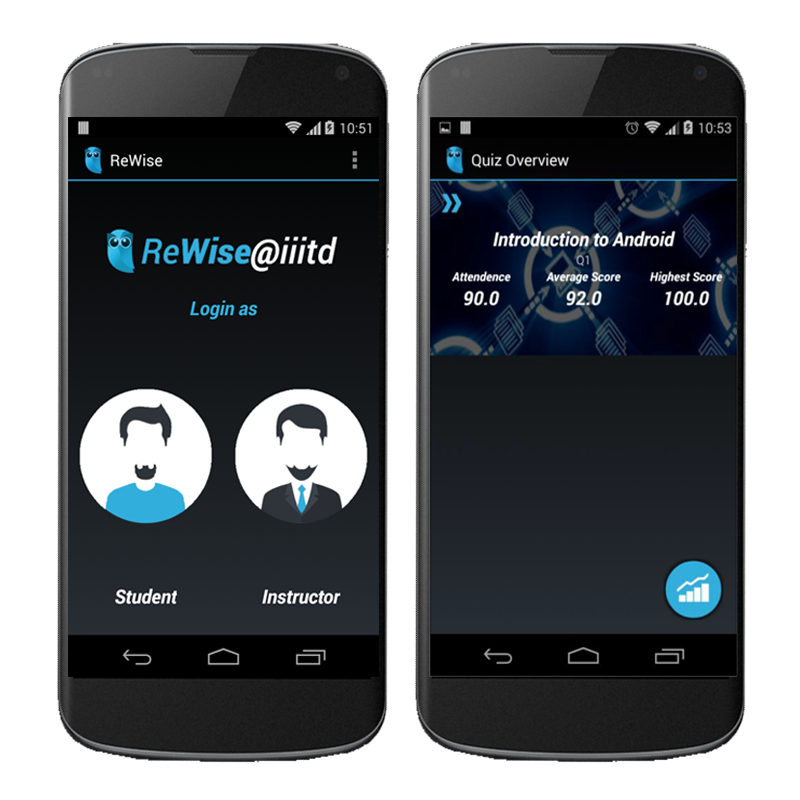 10:51
ReWise
ReWise@iiitd
Login as
Student
Instructor
10:53
Quiz Overview
Introduction to Android
Q1
Attendence
Average Score
Highest Score
90.0
92.0
100.0